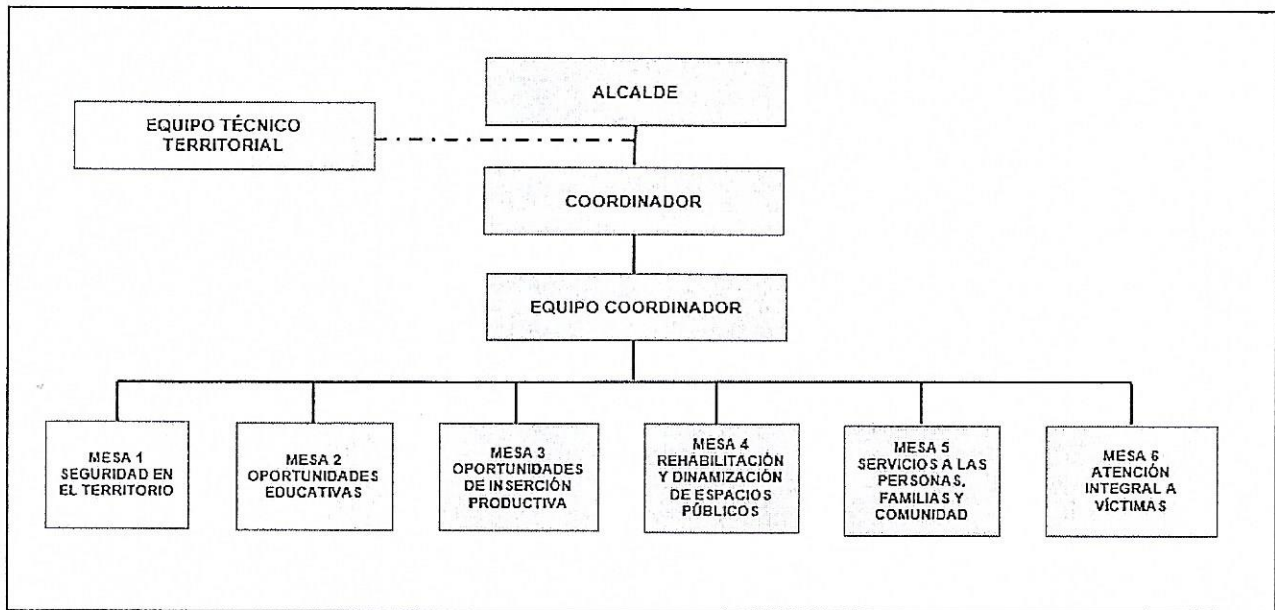 ALCALDE
EQUIPO TÉCNICO
TERRITORIAL
COORDINADOR
EQUIPO COORDINADOR
MESA 1
SEGURIDAD EN
EL TERRITORIO
MESA 2
OPORTUNIDADES
EDUCATIVAS
MESA 3
OPORTUNIDADES
DE INSERCIÓN
PRODUCTIVA
MESA 4
REHABILITACIÓN
Y DINAMIZACIÓN
DE ESPACIOS
PÚBLICOS
MESA 5
SERVICIOS A LAS
PERSONAS,
FAMILIAS Y
COMUNIDAD
MESA 6
ATENCIÓN
INTEGRAL A
VÍCTIMAS